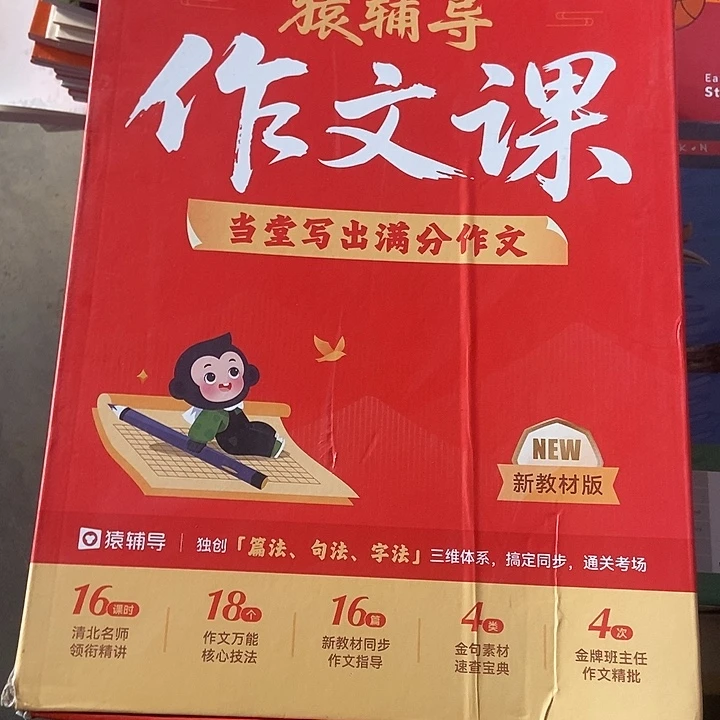 猿辅导
作文课
当堂写出满分作文
NEW
新教材版
猿辅导 独创「篇法、句法、字法」三维体系，搞定同步，通关考场
16课时
清北名师
领衔精讲
18个
作文万能
核心技法
16篇
新教材同步
作文指导
4类
金句素材
速查宝典
4次
金牌班主任
作文精批
Ea
St